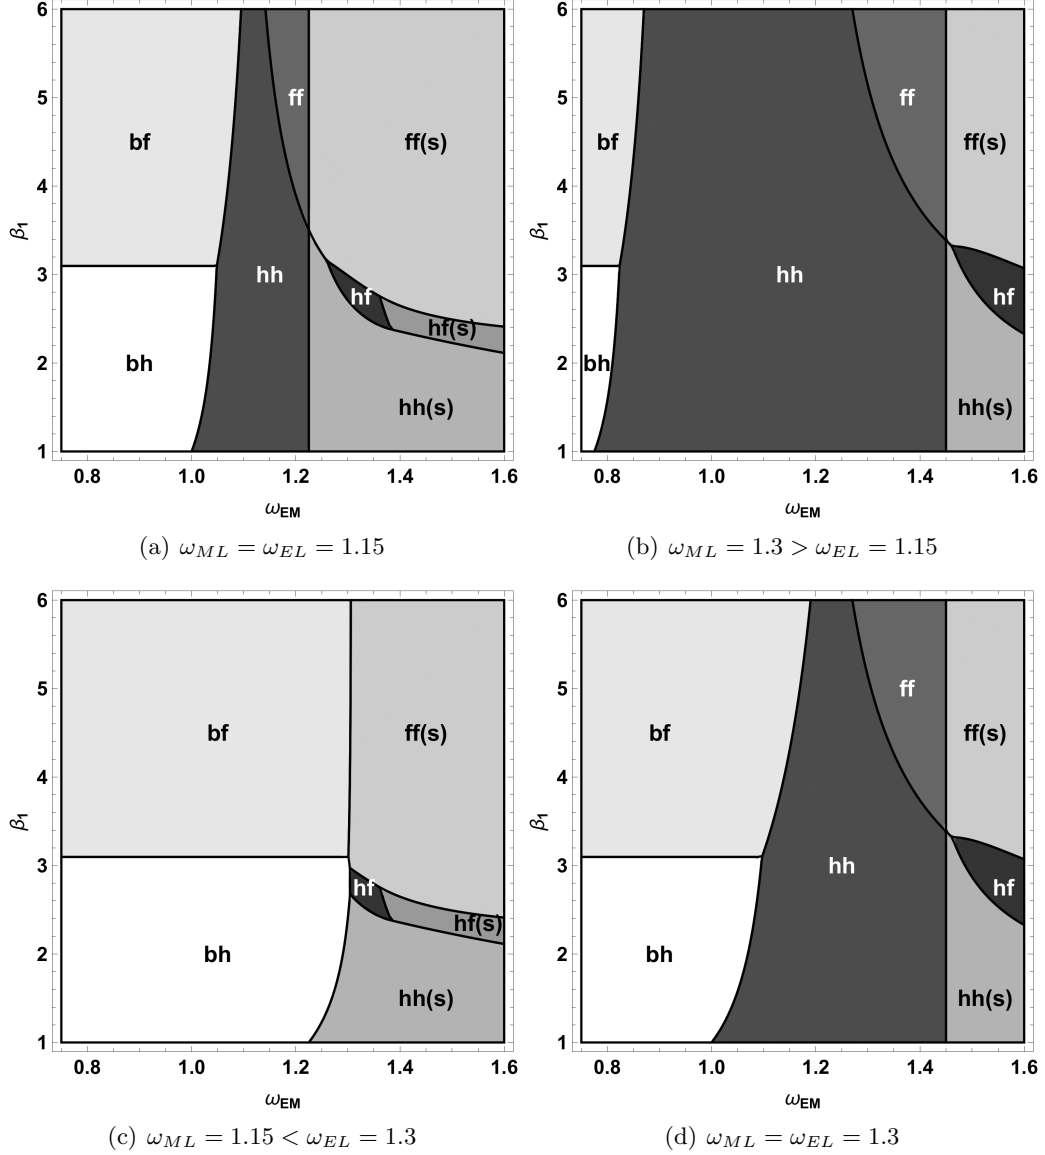 6
5
4
3
2
1
β1
bf
bh
hh
ff
ff(s)
hf
hf(s)
hh(s)
0.8 1.0 1.2 1.4 1.6
ωEM
(a) ωML = ωEL = 1.15
6
5
4
3
2
1
β1
bf
bh
hh
ff
ff(s)
hf
hh(s)
0.8 1.0 1.2 1.4 1.6
ωEM
(b) ωML = 1.3 > ωEL = 1.15
6
5
4
3
2
1
β1
bf
bh
ff(s)
hf
hf(s)
hh(s)
0.8 1.0 1.2 1.4 1.6
ωEM
(c) ωML = 1.15 < ωEL = 1.3
6
5
4
3
2
1
β1
bf
bh
hh
ff
ff(s)
hf
hh(s)
0.8 1.0 1.2 1.4 1.6
ωEM
(d) ωML = ωEL = 1.3